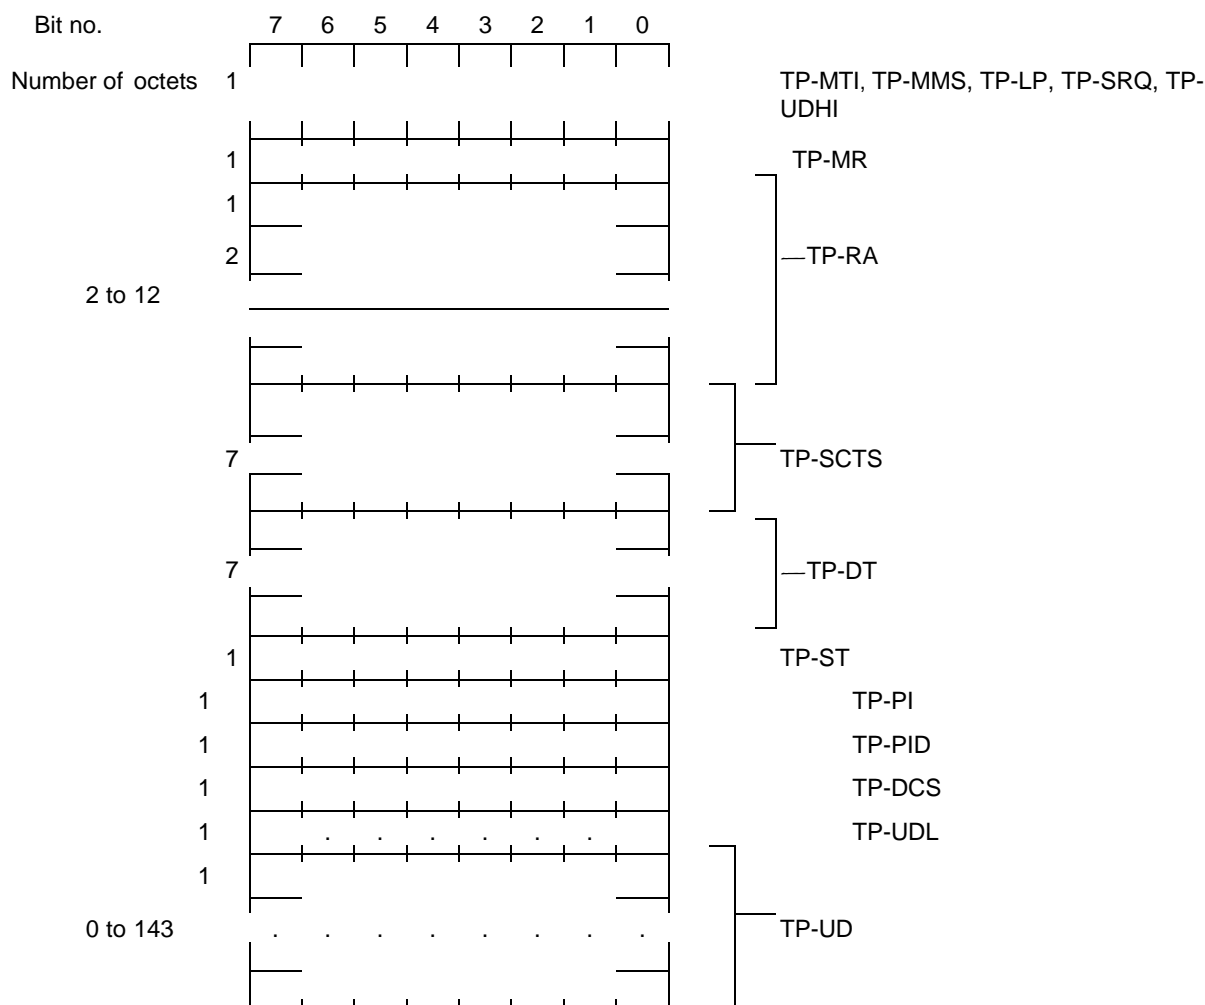 Bit no. 7 6 5 4 3 2 1 0
Number of octets 1 TP-MTI, TP-MMS, TP-LP, TP-SRQ, TP-
UDHI
1 TP-MR
1
2 TP-RA
2 to 12
7 TP-SCTS
7 TP-DT
1 TP-ST
1 TP-PI
1 TP-PID
1 TP-DCS
1 . . . . . . TP-UDL
1
0 to 143 . . . . . . . . TP-UD